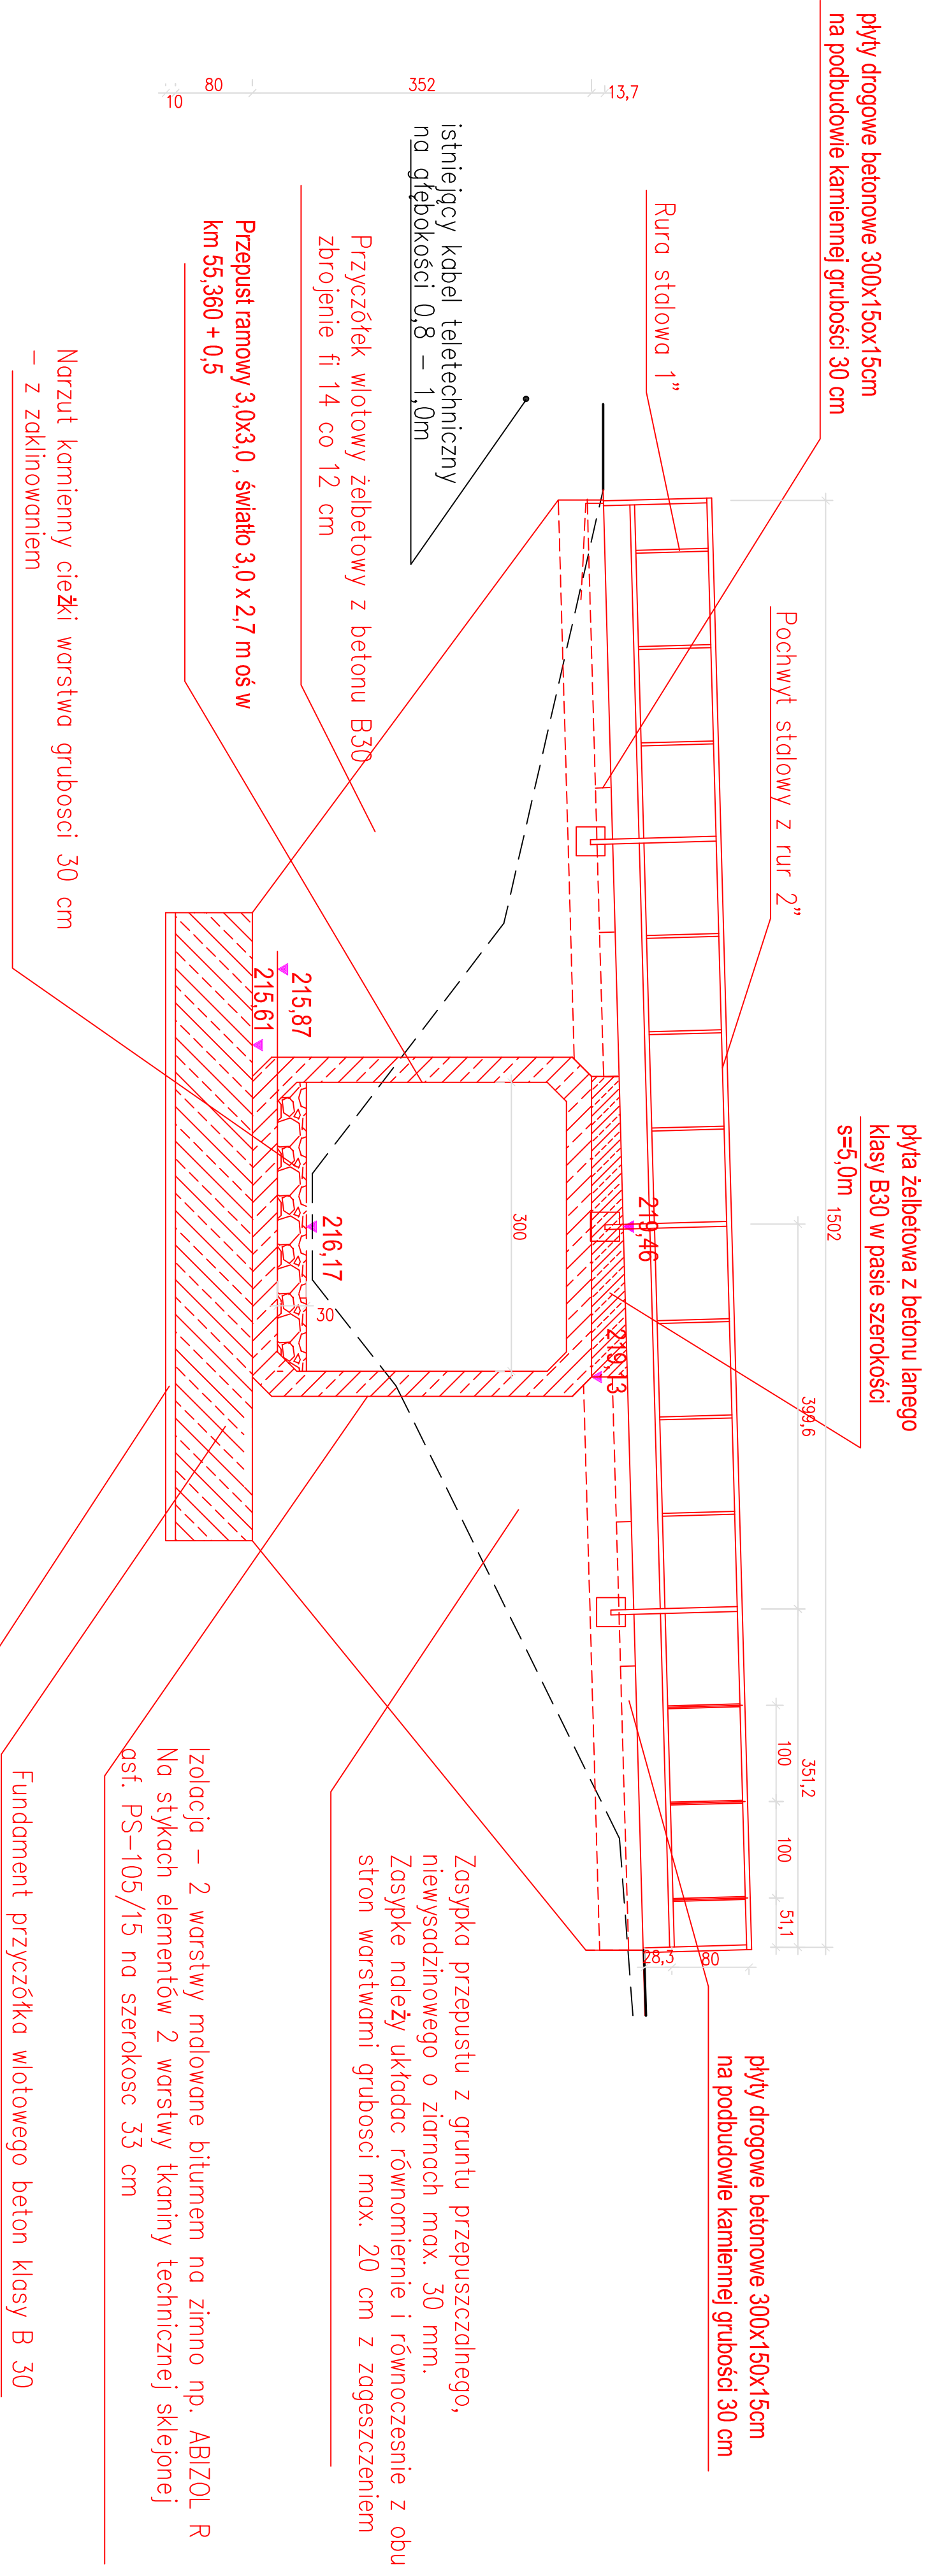 płyty drogowe betonowe 300x15ox15cm
na podbudowie kamiennej grubości 30 cm
Rura stalowa 1"
Pochwyt stalowy z rur 2"
płyta żelbetowa z betonu lanego
klasy B30 w pasie szerokości
s=5,0m
płyty drogowe betonowe 300x150x15cm
na podbudowie kamiennej grubości 30 cm
1502
399,6
351,2
100
100
51,1
28,3
80
13,7
352
80
10
istniejący kabel teletechniczny
na głębokości 0,8 - 1,0m
Przyczółek wlotowy żelbetowy z betonu B30
zbrojenie fi 14 co 12 cm
Przepust ramowy 3,0x3,0 , światło 3,0 x 2,7 m oś w
km 55,360 + 0,5
Narzut kamienny cieżki warstwa grubosci 30 cm
- z zaklinowaniem
219,46
219,13
300
216,17
30
215,87
215,61
Zasypka przepustu z gruntu przepuszczalnego,
niewysadzinowego o ziarnach max. 30 mm.
Zasypke należy układac równomiernie i równoczesnie z obu
stron warstwami grubosci max. 20 cm z zageszczeniem
Izolacja - 2 warstwy malowane bitumem na zimno np. ABIZOL R
Na stykach elementów 2 warstwy tkaniny technicznej sklejonej
asf. PS-105/15 na szerokosc 33 cm
Fundament przyczółka wlotowego beton klasy B 30